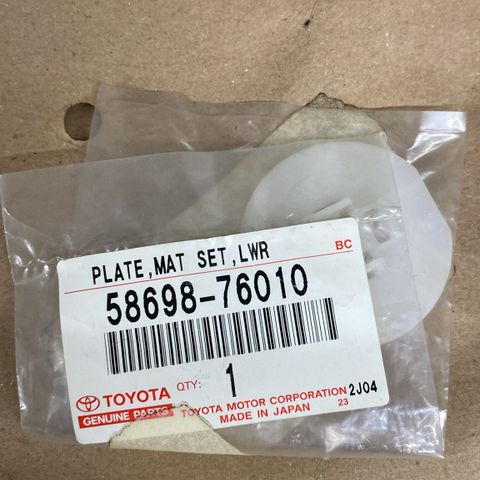 BC
PLATE,MAT SET,LWR
58698-76010
TOYOTA
GENUINE PARTS
QTY: 1
TOYOTA MOTOR CORPORATION 2J04
MADE IN JAPAN 23